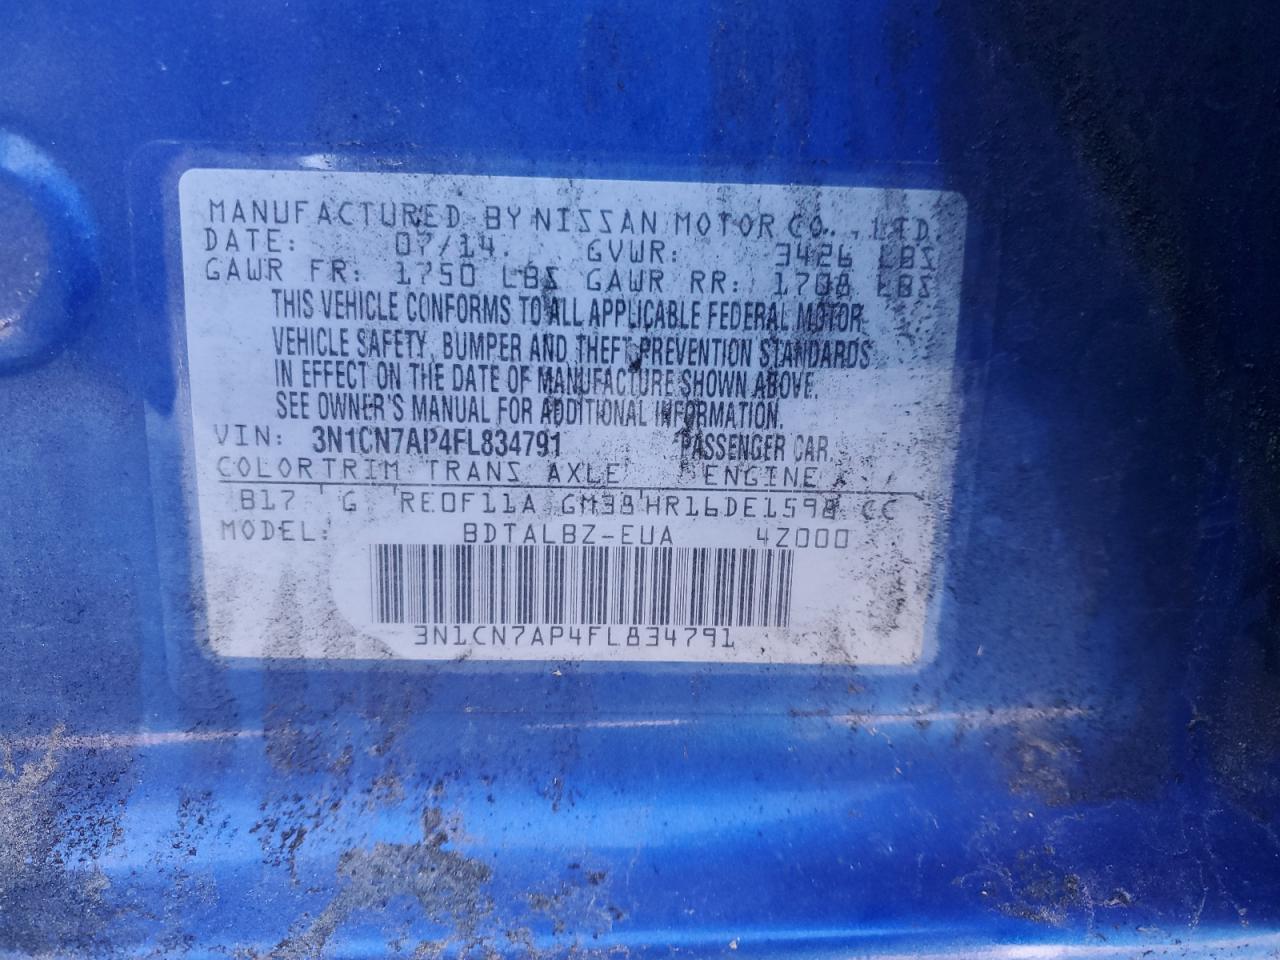 MANUFACTURED BY NISSAN MOTOR CO., LTD.
DATE: 07/14. GVWR: 3426 LBS
GAWR FR: 1750 LBS GAWR RR: 1708 LBS
THIS VEHICLE CONFORMS TO ALL APPLICABLE FEDERAL MOTOR
VEHICLE SAFETY, BUMPER AND THEFT PREVENTION STANDARDS
IN EFFECT ON THE DATE OF MANUFACTURE SHOWN ABOVE.
SEE OWNER'S MANUAL FOR ADDITIONAL INFORMATION.
VIN: 3N1CN7AP4FL834791 PASSENGER CAR.
COLOR TRIM TRANS AXLE ENGINE
B17 G RE0F11A GM38 HR16DE1598 CC
MODEL: BDTALBZ-EUA 4Z000
3N1CN7AP4FL834791